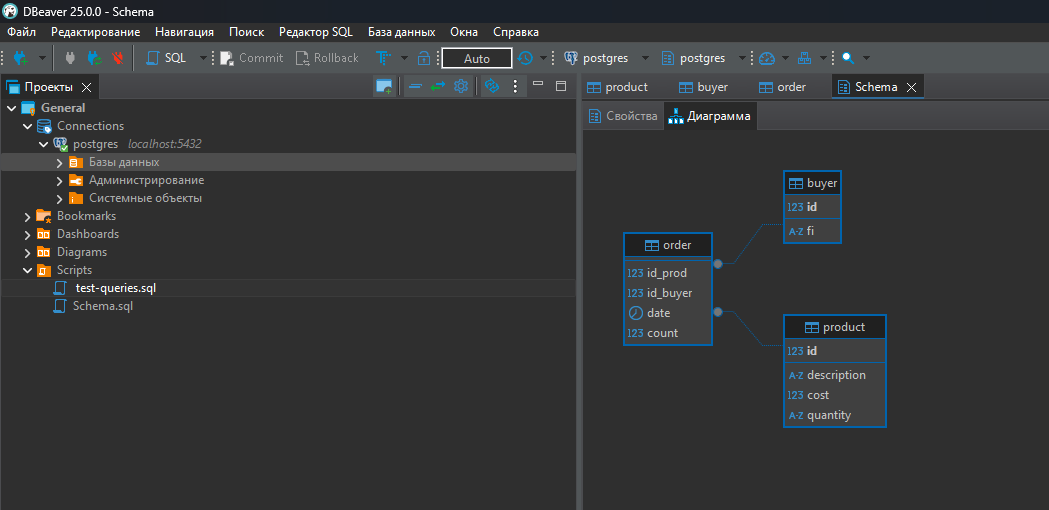 DBeaver 25.0.0 - Schema
Файл Редактирование Навигация Поиск Редактор SQL База данных Окна Справка
SQL Commit Rollback Auto postgres postgres
Проекты
General
Connections
postgres localhost:5432
Базы данных
Администрирование
Системные объекты
Bookmarks
Dashboards
Diagrams
Scripts
test-queries.sql
Schema.sql
product buyer order Schema
Свойства Диаграмма
buyer
123 id
A-Z fi
order
123 id_prod
123 id_buyer
date
123 count
product
123 id
A-Z description
123 cost
A-Z quantity